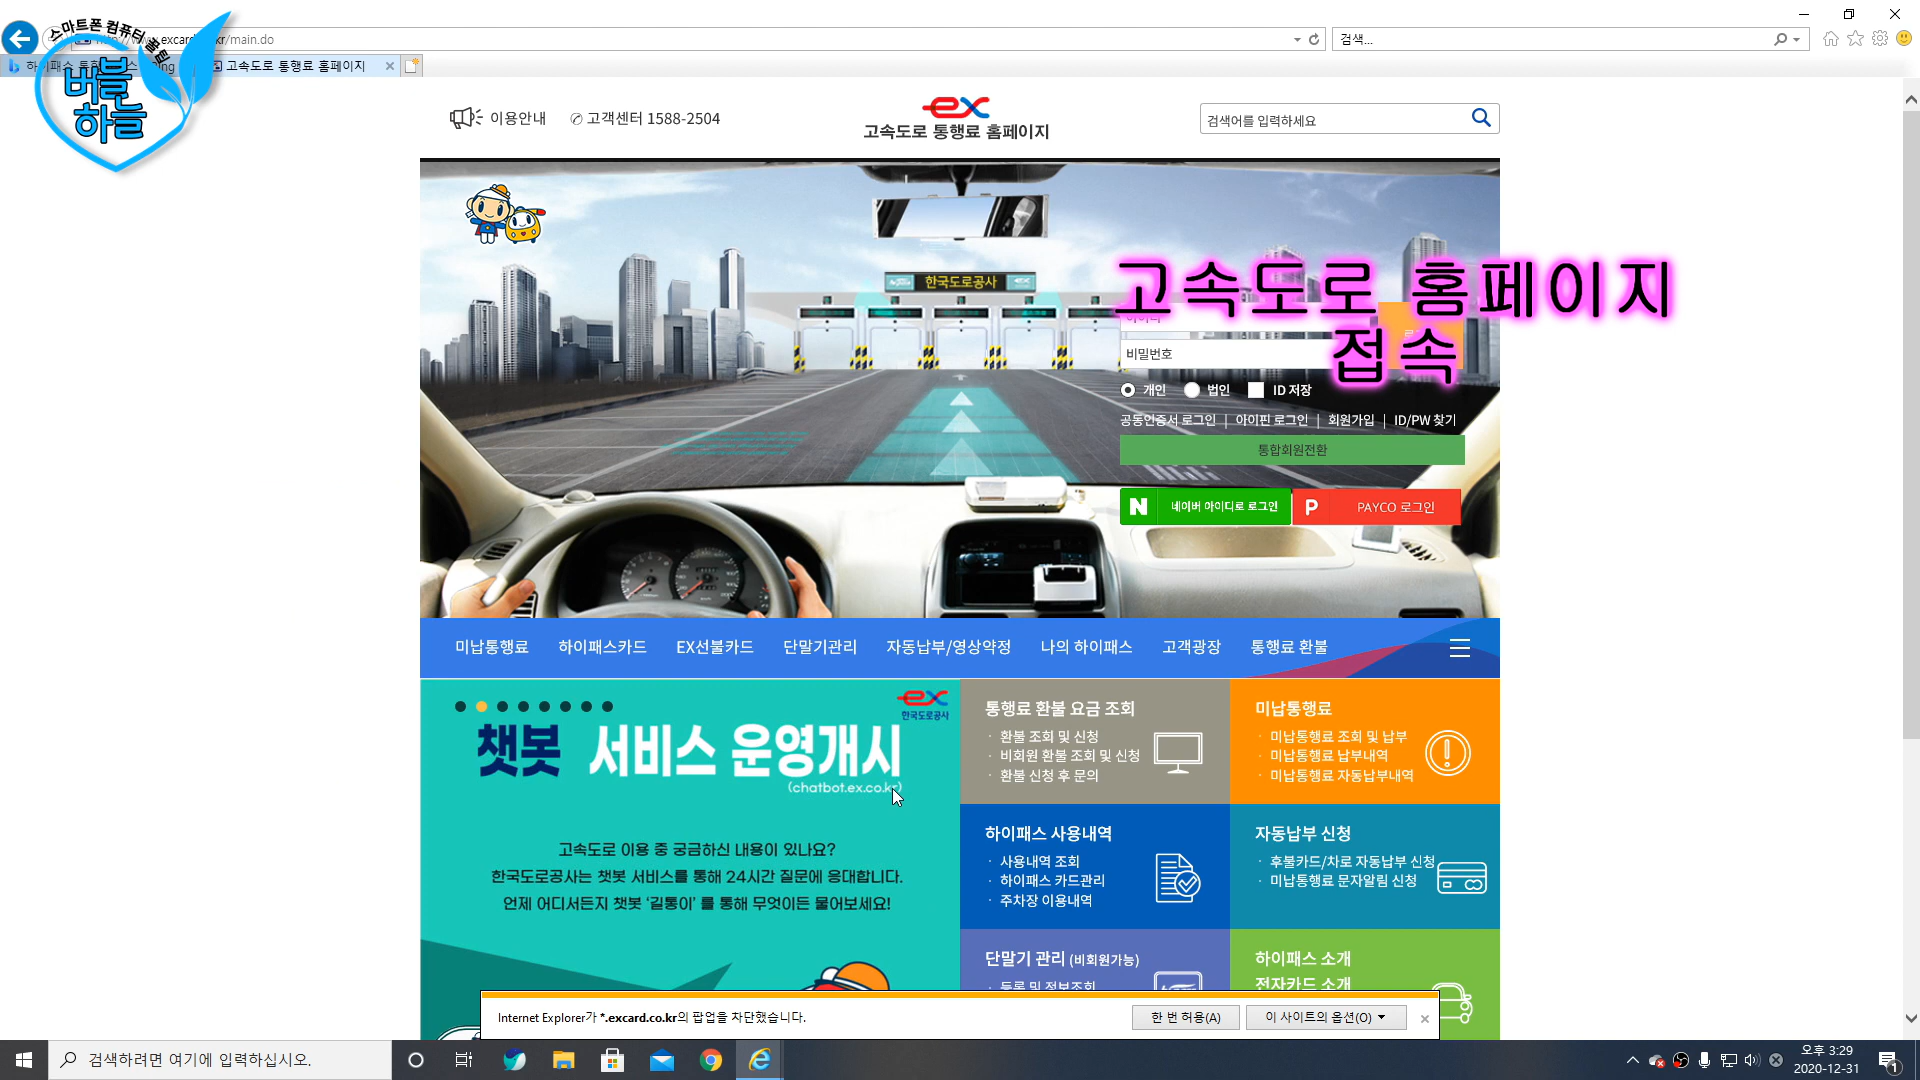 스마트폰 컴퓨터 꿀팁
버블
하늘
/main.do
검색...
고속도로 통행료 홈페이지
이용안내
고객센터 1588-2504
ex
고속도로 통행료 홈페이지
검색어를 입력하세요
한국도로공사
고속도로 홈페이지
접속
비밀번호
개인 법인 ID 저장
공동인증서 로그인 | 아이핀 로그인 | 회원가입 | ID/PW 찾기
통합회원전환
N 네이버 아이디로 로그인
P PAYCO 로그인
미납통행료 하이패스카드 EX선불카드 단말기관리 자동납부/영상약정 나의 하이패스 고객광장 통행료 환불
ex
한국도로공사
챗봇 서비스 운영개시
(chatbot.ex.co.kr)
고속도로 이용 중 궁금하신 내용이 있나요?
한국도로공사는 챗봇 서비스를 통해 24시간 질문에 응대합니다.
언제 어디서든지 챗봇 ‘길통이’ 를 통해 무엇이든 물어보세요!
통행료 환불 요금 조회
· 환불 조회 및 신청
· 비회원 환불 조회 및 신청
· 환불 신청 후 문의
미납통행료
· 미납통행료 조회 및 납부
· 미납통행료 납부내역
· 미납통행료 자동납부내역
하이패스 사용내역
· 사용내역 조회
· 하이패스 카드관리
· 주차장 이용내역
자동납부 신청
· 후불카드/차로 자동납부 신청
· 미납통행료 문자알림 신청
단말기 관리 (비회원가능)
· 등록 및 정보조회
하이패스 소개
전자카드 소개
Internet Explorer가 *.excard.co.kr의 팝업을 차단했습니다.
한 번 허용(A)
이 사이트의 옵션(O)
검색하려면 여기에 입력하십시오.
오후 3:29
2020-12-31
1